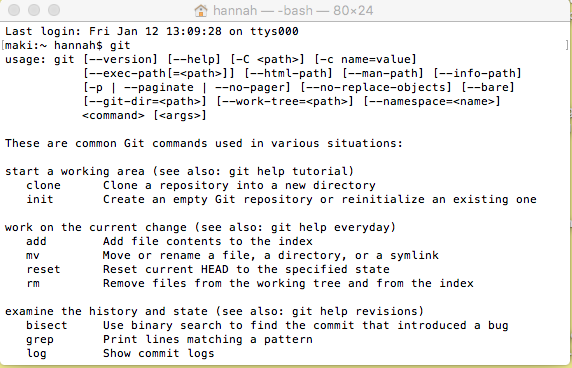 hannah — -bash — 80×24
Last login: Fri Jan 12 13:09:28 on ttys000
[maki:~ hannah$ git ]
usage: git [--version] [--help] [-C <path>] [-c name=value]
           [--exec-path[=<path>]] [--html-path] [--man-path] [--info-path]
           [-p | --paginate | --no-pager] [--no-replace-objects] [--bare]
           [--git-dir=<path>] [--work-tree=<path>] [--namespace=<name>]
           <command> [<args>]

These are common Git commands used in various situations:

start a working area (see also: git help tutorial)
   clone      Clone a repository into a new directory
   init       Create an empty Git repository or reinitialize an existing one

work on the current change (see also: git help everyday)
   add        Add file contents to the index
   mv         Move or rename a file, a directory, or a symlink
   reset      Reset current HEAD to the specified state
   rm         Remove files from the working tree and from the index

examine the history and state (see also: git help revisions)
   bisect     Use binary search to find the commit that introduced a bug
   grep       Print lines matching a pattern
   log        Show commit logs